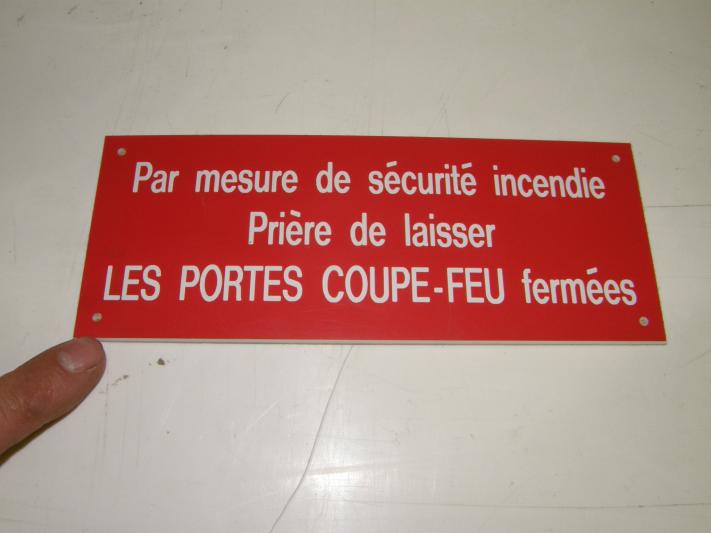 Par mesure de sécurité incendie
Prière de laisser
LES PORTES COUPE-FEU fermées